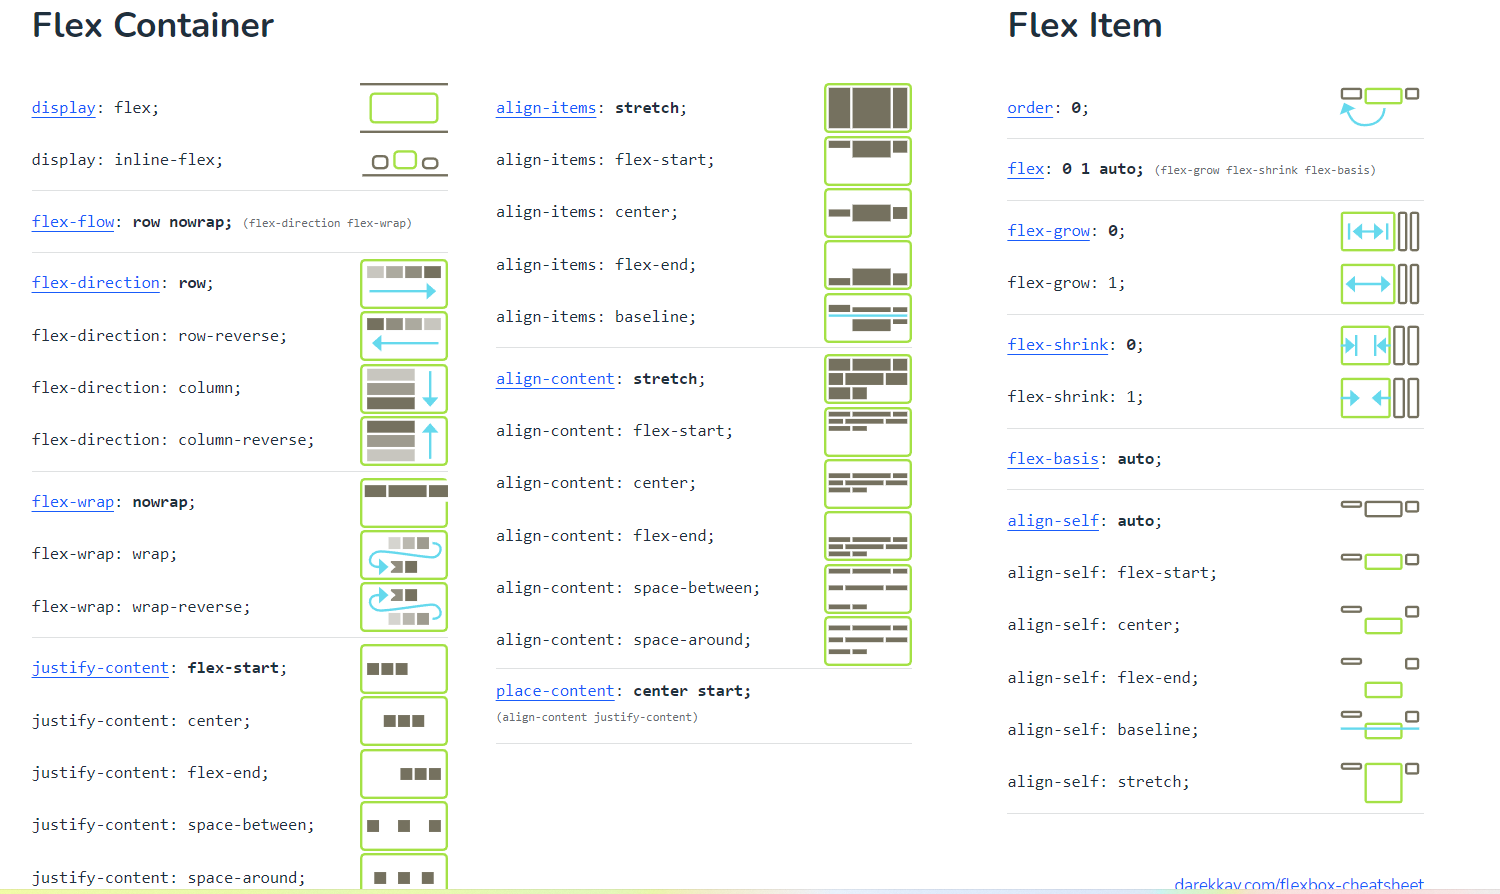 Flex Container
display: flex;
display: inline-flex;
flex-flow: row nowrap; (flex-direction flex-wrap)
flex-direction: row;
flex-direction: row-reverse;
flex-direction: column;
flex-direction: column-reverse;
flex-wrap: nowrap;
flex-wrap: wrap;
flex-wrap: wrap-reverse;
justify-content: flex-start;
justify-content: center;
justify-content: flex-end;
justify-content: space-between;
justify-content: space-around;
align-items: stretch;
align-items: flex-start;
align-items: center;
align-items: flex-end;
align-items: baseline;
align-content: stretch;
align-content: flex-start;
align-content: center;
align-content: flex-end;
align-content: space-between;
align-content: space-around;
place-content: center start;
(align-content justify-content)
Flex Item
order: 0;
flex: 0 1 auto; (flex-grow flex-shrink flex-basis)
flex-grow: 0;
flex-grow: 1;
flex-shrink: 0;
flex-shrink: 1;
flex-basis: auto;
align-self: auto;
align-self: flex-start;
align-self: center;
align-self: flex-end;
align-self: baseline;
align-self: stretch;
darekkay.com/flexbox-cheatsheet